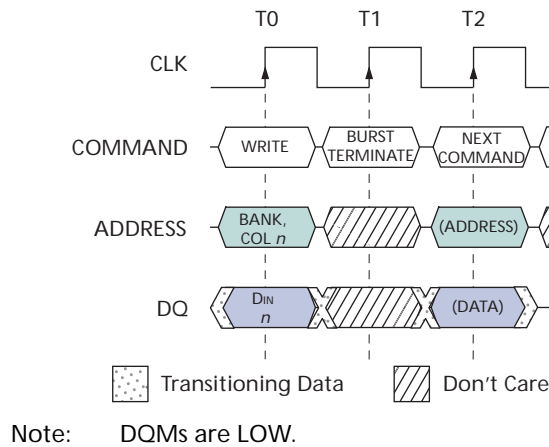 T0 T1 T2
CLK
COMMAND WRITE BURST TERMINATE NEXT COMMAND
ADDRESS BANK, COL n (ADDRESS)
DQ DIN n (DATA)
Transitioning Data Don't Care
Note: DQMs are LOW.